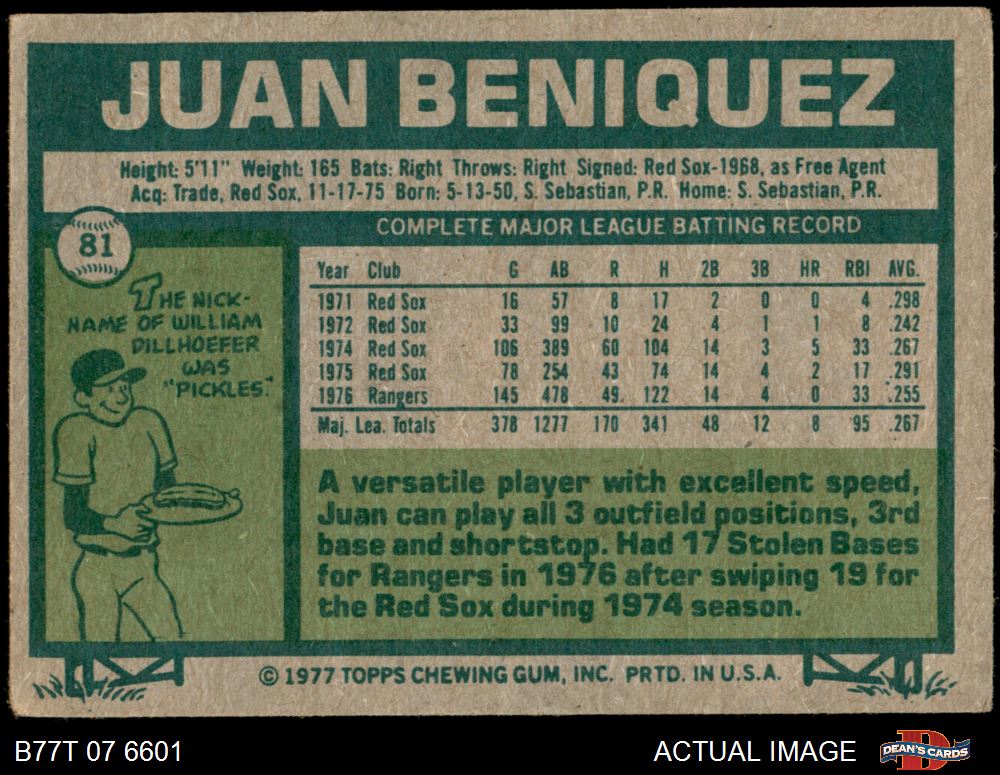 JUAN BENIQUEZ
Height: 5'11" Weight: 165 Bats: Right Throws: Right Signed: Red Sox-1968, as Free Agent
Acq: Trade, Red Sox, 11-17-75 Born: 5-13-50, S. Sebastian, P.R. Home: S. Sebastian, P.R.
81
THE NICK-
NAME OF WILLIAM
DILLHOEFER
WAS
"PICKLES."
COMPLETE MAJOR LEAGUE BATTING RECORD
Year Club G AB R H 2B 3B HR RBI AVG.
1971 Red Sox 16 57 8 17 2 0 0 4 .298
1972 Red Sox 33 99 10 24 4 1 1 8 .242
1974 Red Sox 106 389 60 104 14 3 5 33 .267
1975 Red Sox 78 254 43 74 14 4 2 17 .291
1976 Rangers 145 478 49 122 14 4 0 33 .255
Maj. Lea. Totals 378 1277 170 341 48 12 8 95 .267
A versatile player with excellent speed,
Juan can play all 3 outfield positions, 3rd
base and shortstop. Had 17 Stolen Bases
for Rangers in 1976 after swiping 19 for
the Red Sox during 1974 season.
© 1977 TOPPS CHEWING GUM, INC. PRTD. IN U.S.A.
B77T 07 6601 ACTUAL IMAGE DEAN'S CARDS